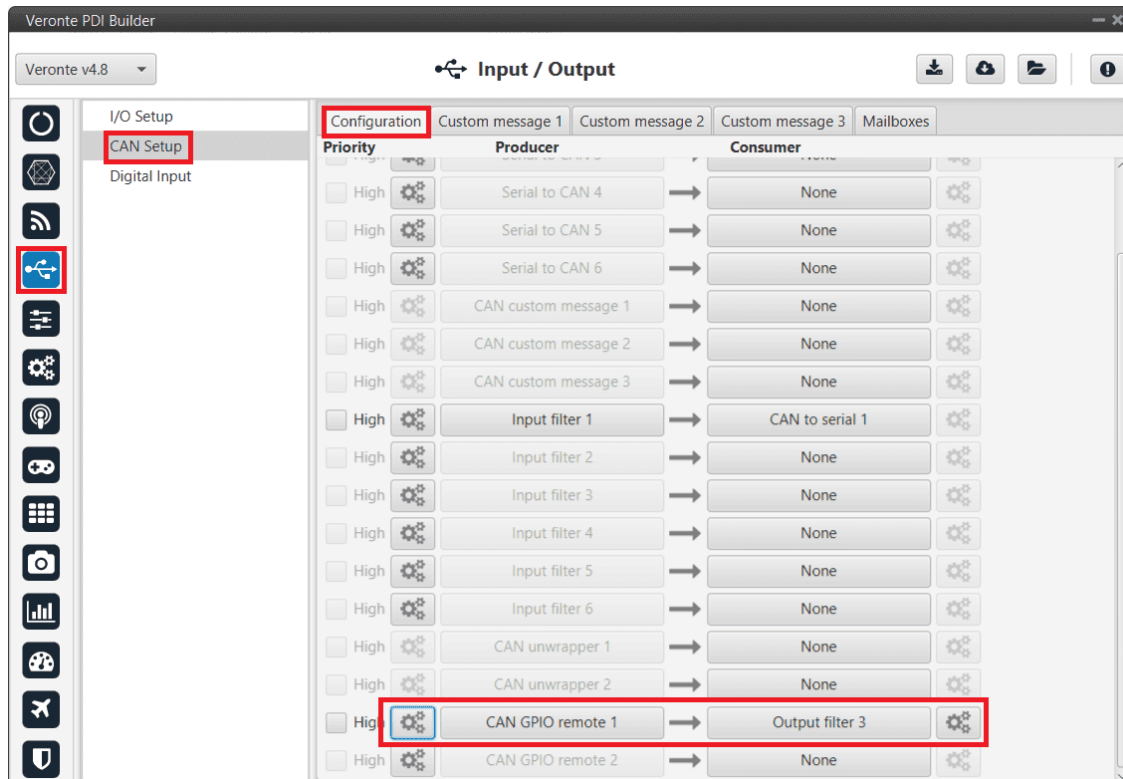 Veronte PDI Builder
Veronte v4.8
Input / Output
I/O Setup
CAN Setup
Digital Input
Configuration Custom message 1 Custom message 2 Custom message 3 Mailboxes
Priority Producer Consumer
High Serial to CAN 4 None
High Serial to CAN 5 None
High Serial to CAN 6 None
High CAN custom message 1 None
High CAN custom message 2 None
High CAN custom message 3 None
High Input filter 1 CAN to serial 1
High Input filter 2 None
High Input filter 3 None
High Input filter 4 None
High Input filter 5 None
High Input filter 6 None
High CAN unwrapper 1 None
High CAN unwrapper 2 None
High CAN GPIO remote 1 Output filter 3
High CAN GPIO remote 2 None